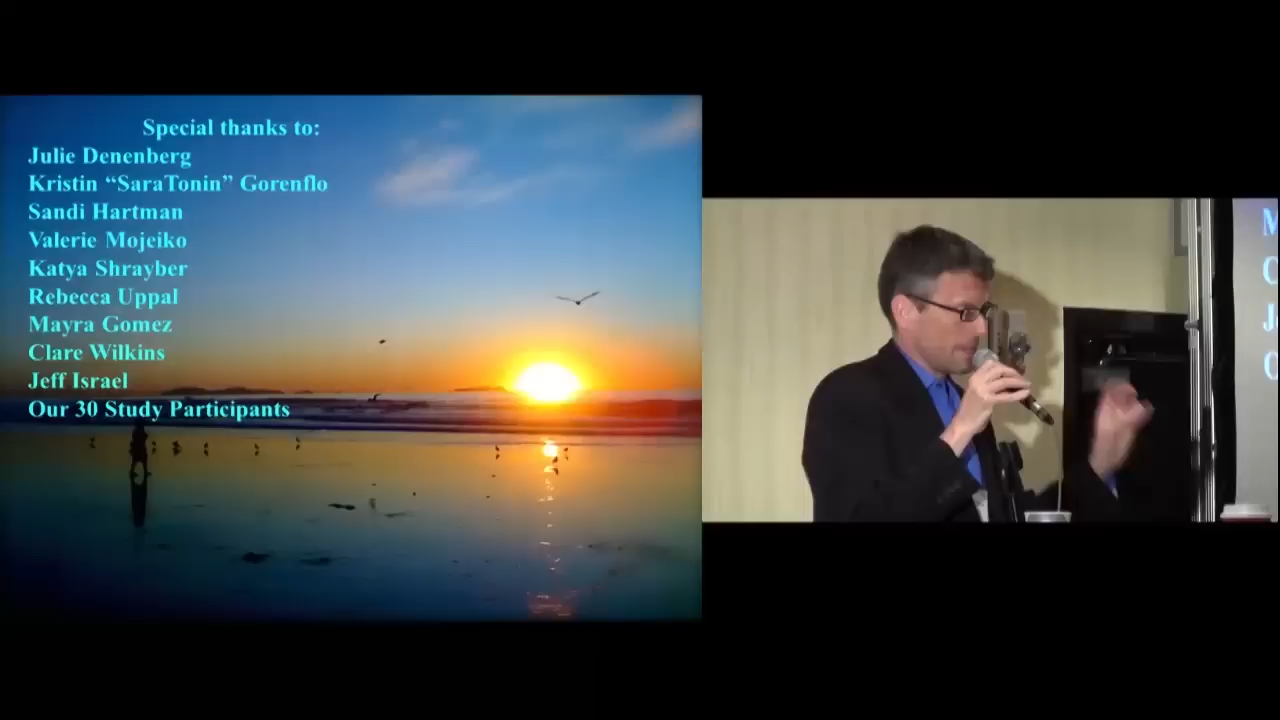 Special thanks to:
Julie Denenberg
Kristin “SaraTonin” Gorenflo
Sandi Hartman
Valerie Mojeiko
Katya Shrayber
Rebecca Uppal
Mayra Gomez
Clare Wilkins
Jeff Israel
Our 30 Study Participants
M
C
J
O